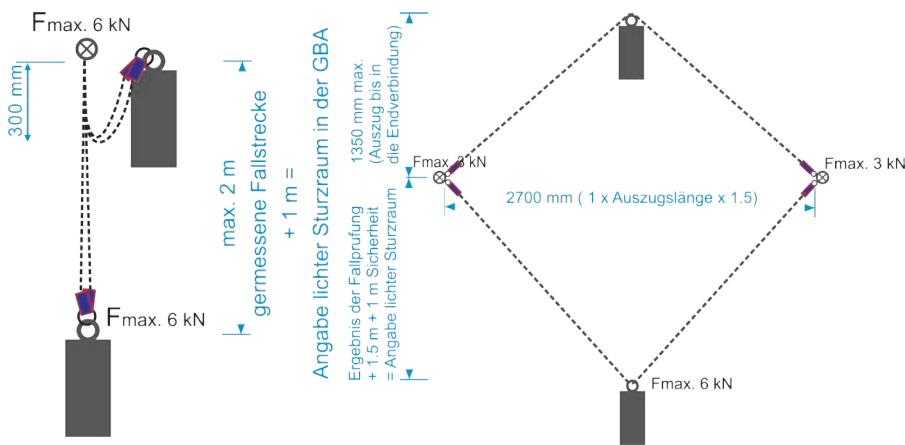 Fmax. 6 kN
300 mm
Fmax. 6 kN
max. 2 m
germessene Fallstrecke
+ 1 m =
Angabe lichter Sturzraum in der GBA
1350 mm max.
(Auszug bis in
die Endverbindung)
Ergebnis der Fallprüfung
+ 1.5 m + 1 m Sicherheit
= Angabe lichter Sturzraum
Fmax. 3 kN
2700 mm ( 1 x Auszugslänge x 1.5)
Fmax. 3 kN
Fmax. 6 kN